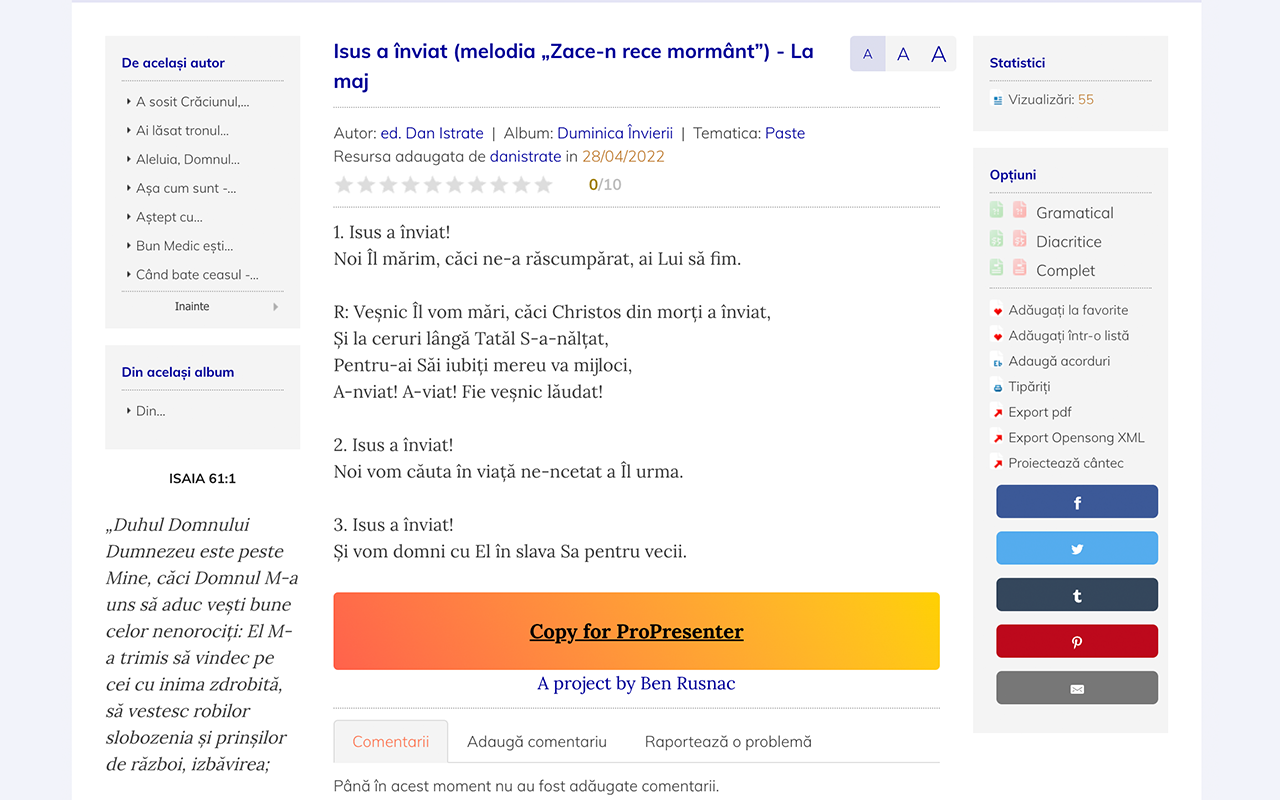 De același autor
A sosit Crăciunul,...
Ai lăsat tronul...
Aleluia, Domnul...
Așa cum sunt -...
Aștept cu...
Bun Medic ești...
Când bate ceasul -...
Inainte
Din același album
Din...
ISAIA 61:1
„Duhul Domnului
Dumnezeu este peste
Mine, căci Domnul M-a
uns să aduc vești bune
celor nenorociți: El M-
a trimis să vindec pe
cei cu inima zdrobită,
să vestesc robilor
slobozenia și prinșilor
de război, izbăvirea;
Isus a înviat (melodia „Zace-n rece mormânt”) - La
maj
A A A
Autor: ed. Dan Istrate | Album: Duminica Învierii | Tematica: Paste
Resursa adaugata de danistrate in 28/04/2022
0/10
1. Isus a înviat!
Noi Îl mărim, căci ne-a răscumpărat, ai Lui să fim.
R: Veșnic Îl vom mări, căci Christos din morți a înviat,
Și la ceruri lângă Tatăl S-a-nălțat,
Pentru-ai Săi iubiți mereu va mijloci,
A-nviat! A-viat! Fie veșnic lăudat!
2. Isus a înviat!
Noi vom căuta în viață ne-ncetat a Îl urma.
3. Isus a înviat!
Și vom domni cu El în slava Sa pentru vecii.
Copy for ProPresenter
A project by Ben Rusnac
Comentarii Adaugă comentariu Raportează o problemă
Până în acest moment nu au fost adăugate comentarii.
Statistici
Vizualizări: 55
Opțiuni
Gramatical
Diacritice
Complet
Adăugați la favorite
Adăugați într-o listă
Adaugă acorduri
Tipăriți
Export pdf
Export Opensong XML
Proiectează cântec